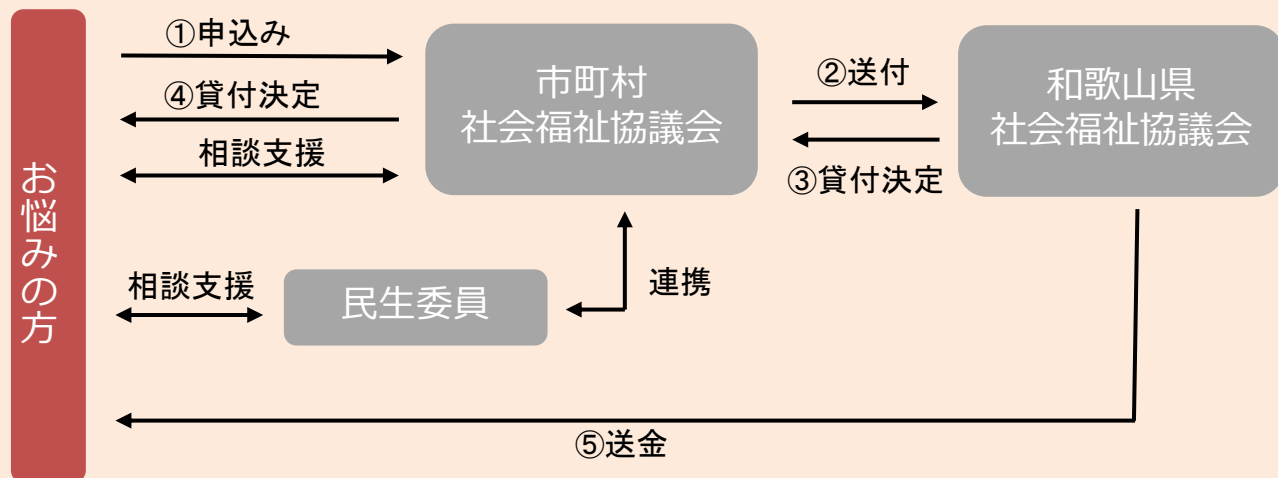 ①申込み
市町村
社会福祉協議会
②送付
和歌山県
社会福祉協議会
④貸付決定
相談支援
③貸付決定
お悩みの方
相談支援
民生委員
連携
⑤送金